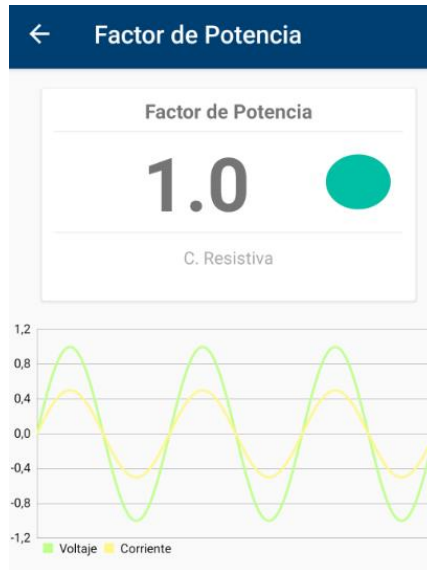 Factor de Potencia
Factor de Potencia
1.0
C. Resistiva
1,2
0,8
0,4
0,0
-0,4
-0,8
-1,2
Voltaje Corriente